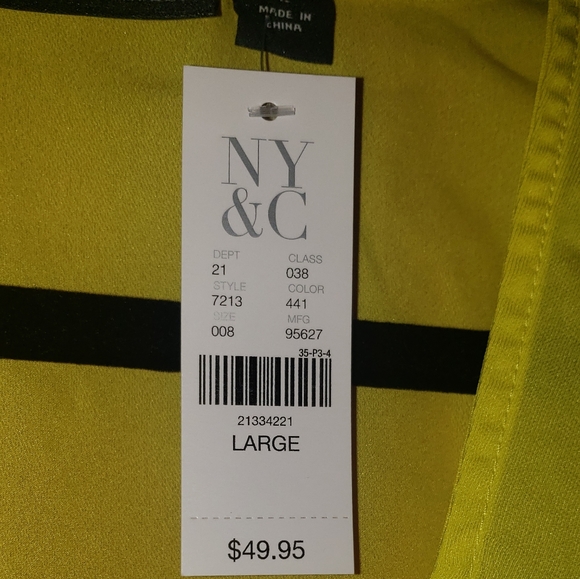 MADE IN
CHINA
NY
&C
DEPT CLASS
21 038
STYLE COLOR
7213 441
SIZE MFG
008 95627
35-P3-4
21334221
LARGE
$49.95